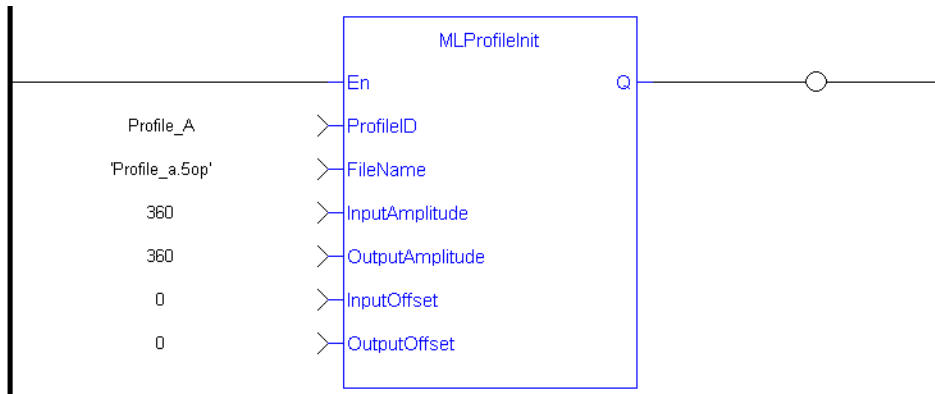 MLProfileInit
En Q
Profile_A ProfileID
'Profile_a.5op' FileName
360 InputAmplitude
360 OutputAmplitude
0 InputOffset
0 OutputOffset